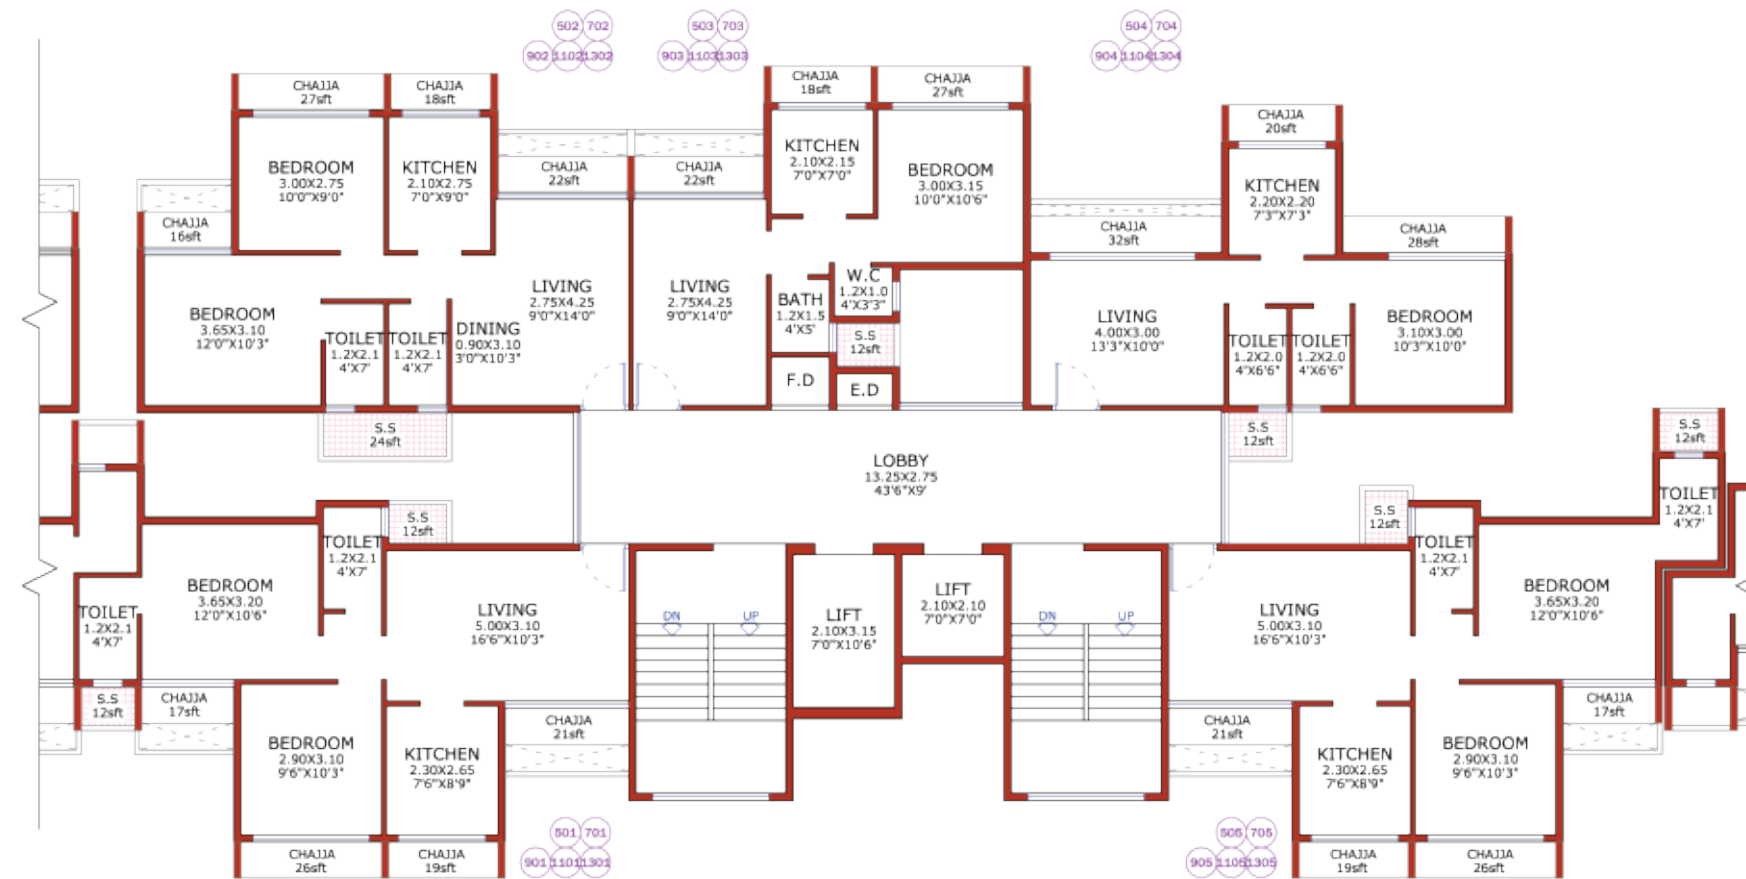 502 702
902 1102 1302
503 703
903 1103 1303
504 704
904 1104 1304
CHAJJA
27sft
CHAJJA
18sft
CHAJJA
18sft
CHAJJA
27sft
CHAJJA
20sft
BEDROOM
3.00X2.75
10'0"X9'0"
KITCHEN
2.10X2.75
7'0"X9'0"
CHAJJA
22sft
CHAJJA
22sft
KITCHEN
2.10X2.15
7'0"X7'0"
BEDROOM
3.00X3.15
10'0"X10'6"
KITCHEN
2.20X2.20
7'3"X7'3"
CHAJJA
16sft
CHAJJA
32sft
CHAJJA
28sft
BEDROOM
3.65X3.10
12'0"X10'3"
TOILET
1.2X2.1
4'X7'
TOILET
1.2X2.1
4'X7'
DINING
0.90X3.10
3'0"X10'3"
LIVING
2.75X4.25
9'0"X14'0"
LIVING
2.75X4.25
9'0"X14'0"
BATH
1.2X1.5
4'X5'
W.C
1.2X1.0
4'X3'3"
S.S
12sft
F.D
E.D
LIVING
4.00X3.00
13'3"X10'0"
TOILET
1.2X2.0
4'X6'6"
TOILET
1.2X2.0
4'X6'6"
BEDROOM
3.10X3.00
10'3"X10'0"
S.S
24sft
S.S
12sft
S.S
12sft
LOBBY
13.25X2.75
43'6"X9'
S.S
12sft
S.S
12sft
TOILET
1.2X2.1
4'X7'
TOILET
1.2X2.1
4'X7'
TOILET
1.2X2.1
4'X7'
BEDROOM
3.65X3.20
12'0"X10'6"
TOILET
1.2X2.1
4'X7'
LIVING
5.00X3.10
16'6"X10'3"
DN UP
LIFT
2.10X3.15
7'0"X10'6"
LIFT
2.10X2.10
7'0"X7'0"
DN UP
LIVING
5.00X3.10
16'6"X10'3"
BEDROOM
3.65X3.20
12'0"X10'6"
S.S
12sft
CHAJJA
17sft
CHAJJA
21sft
CHAJJA
21sft
CHAJJA
17sft
BEDROOM
2.90X3.10
9'6"X10'3"
KITCHEN
2.30X2.65
7'6"X8'9"
KITCHEN
2.30X2.65
7'6"X8'9"
BEDROOM
2.90X3.10
9'6"X10'3"
CHAJJA
26sft
CHAJJA
19sft
CHAJJA
19sft
CHAJJA
26sft
501 701
901 1101 1301
505 705
905 1105 1305